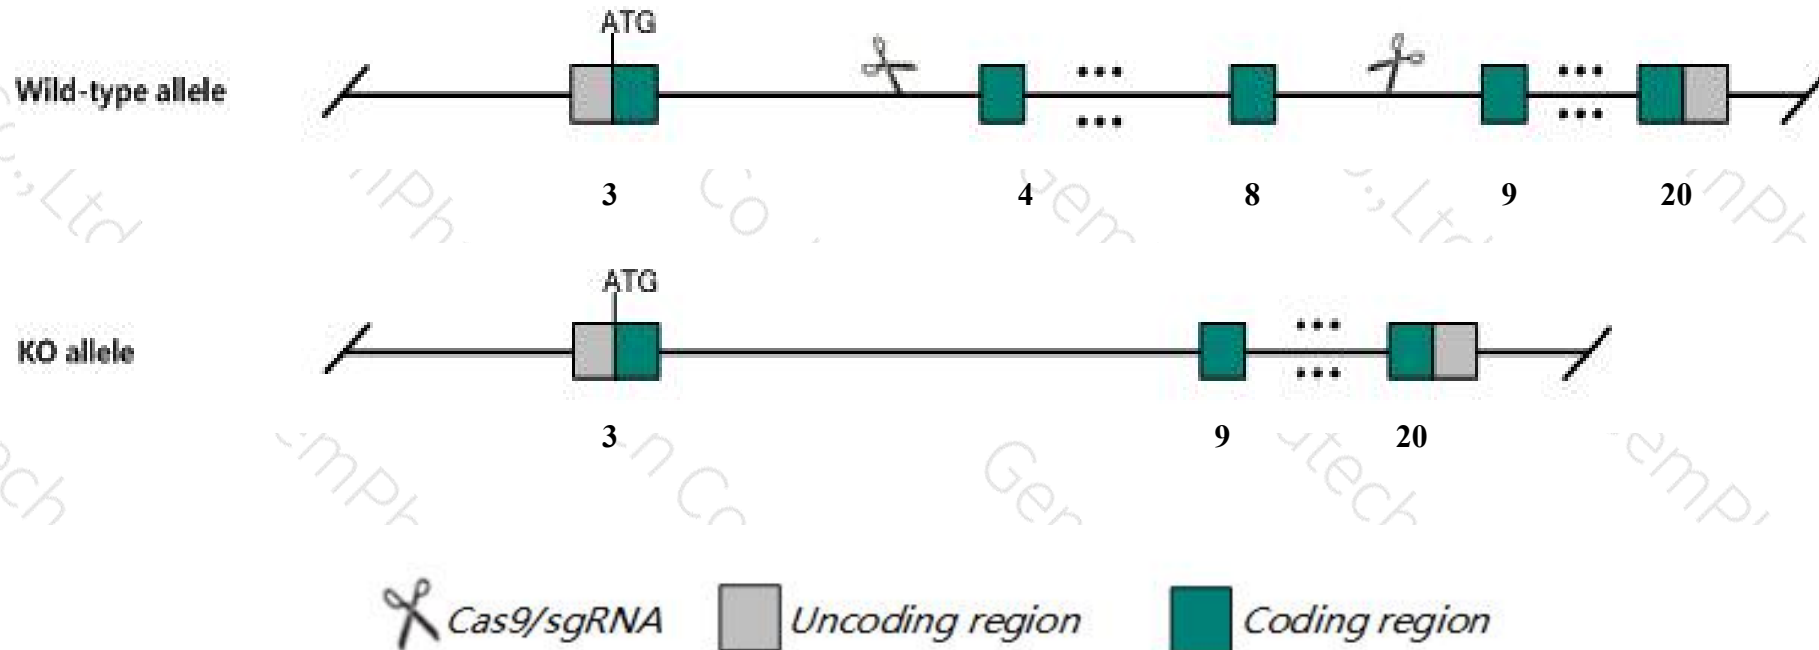 ATG
Wild-type allele
3 4 8 9 20
ATG
KO allele
3 9 20
Cas9/sgRNA Uncoding region Coding region